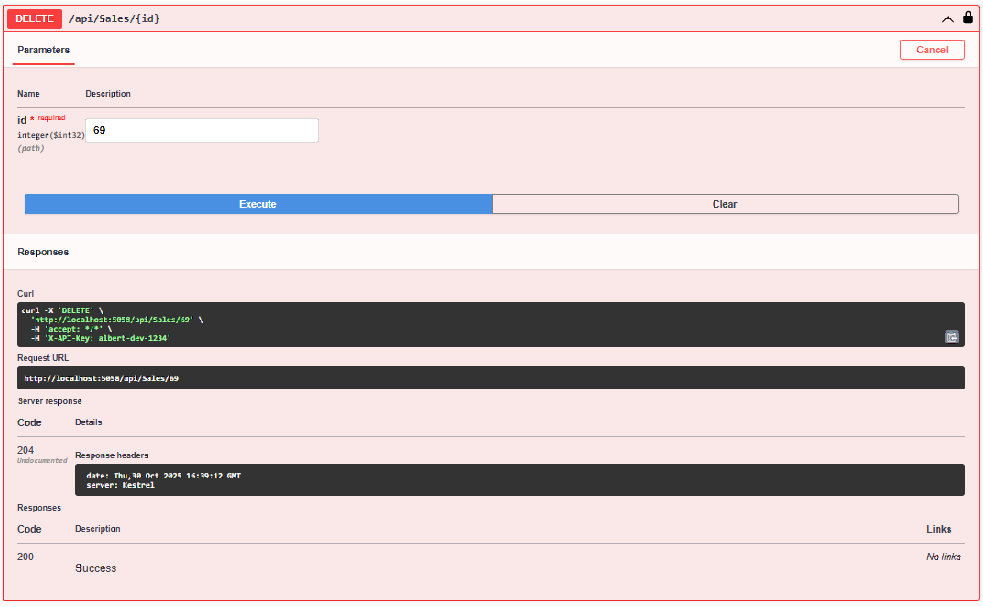 DELETE /api/Sales/{id}
Parameters
Cancel
Name Description
id * required
integer($int32)
(path)
69
Execute Clear
Responses
Curl
curl -X 'DELETE' \
'http://localhost:5098/api/Sales/69' \
-H 'accept: */*' \
-H 'X-API-Key: albert-dev-1234'
Request URL
http://localhost:5098/api/Sales/69
Server response
Code Details
204
Undocumented
Response headers
date: Thu,30 Oct 2025 16:39:12 GMT
server: Kestrel
Responses
Code Description Links
200
Success
No links